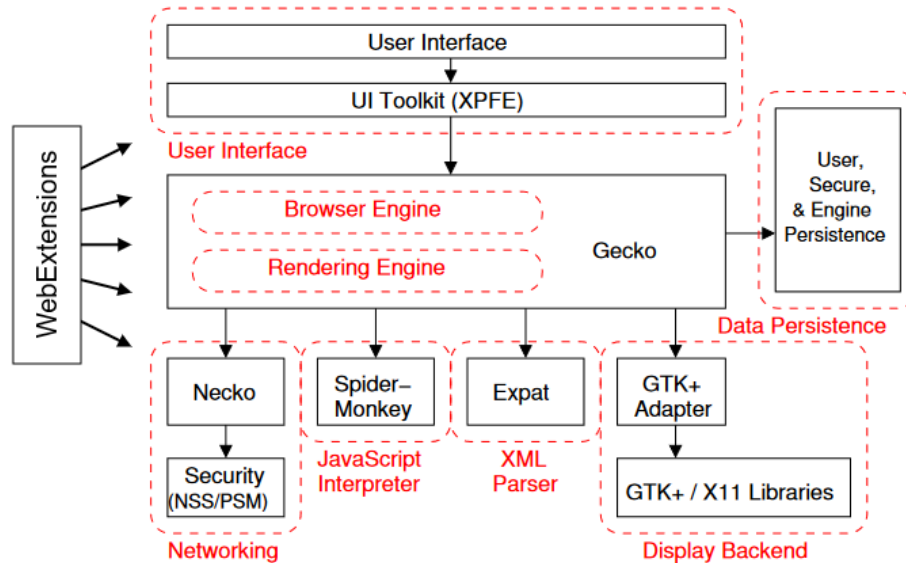 User Interface
UI Toolkit (XPFE)
User Interface
WebExtensions
User,
Secure,
& Engine
Persistence
Data Persistence
Browser Engine
Rendering Engine
Gecko
Necko
Security
(NSS/PSM)
Networking
Spider–
Monkey
JavaScript
Interpreter
Expat
XML
Parser
GTK+
Adapter
GTK+ / X11 Libraries
Display Backend